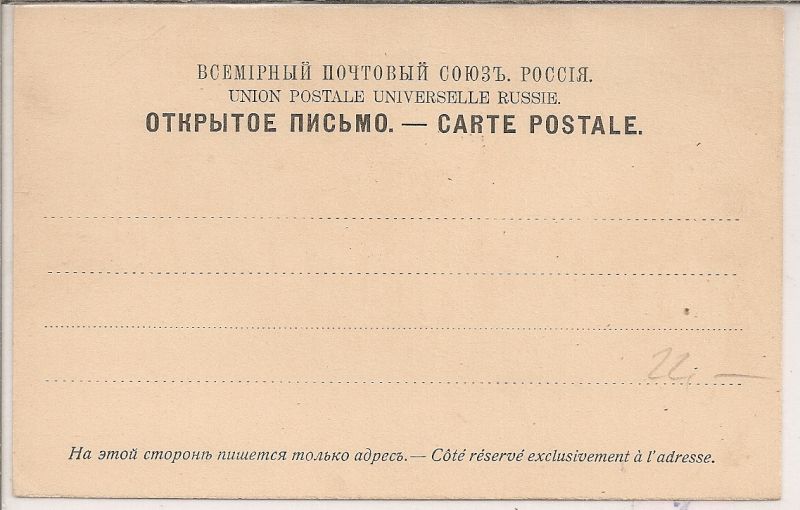 ВСЕМІРНЫЙ ПОЧТОВЫЙ СОЮЗЪ. РОССІЯ.
UNION POSTALE UNIVERSELLE RUSSIE.
ОТКРЫТОЕ ПИСЬМО. — CARTE POSTALE.
22,—
На этой сторонѣ пишется только адресъ.— Côté réservé exclusivement à l'adresse.